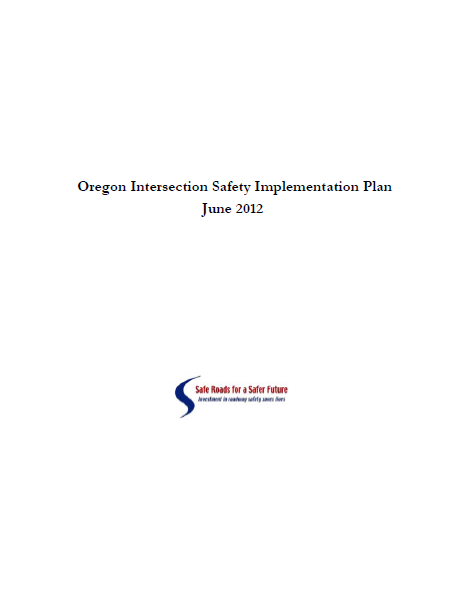 Oregon Intersection Safety Implementation Plan
June 2012
Safe Roads for a Safer Future
Investment in roadway safety saves lives